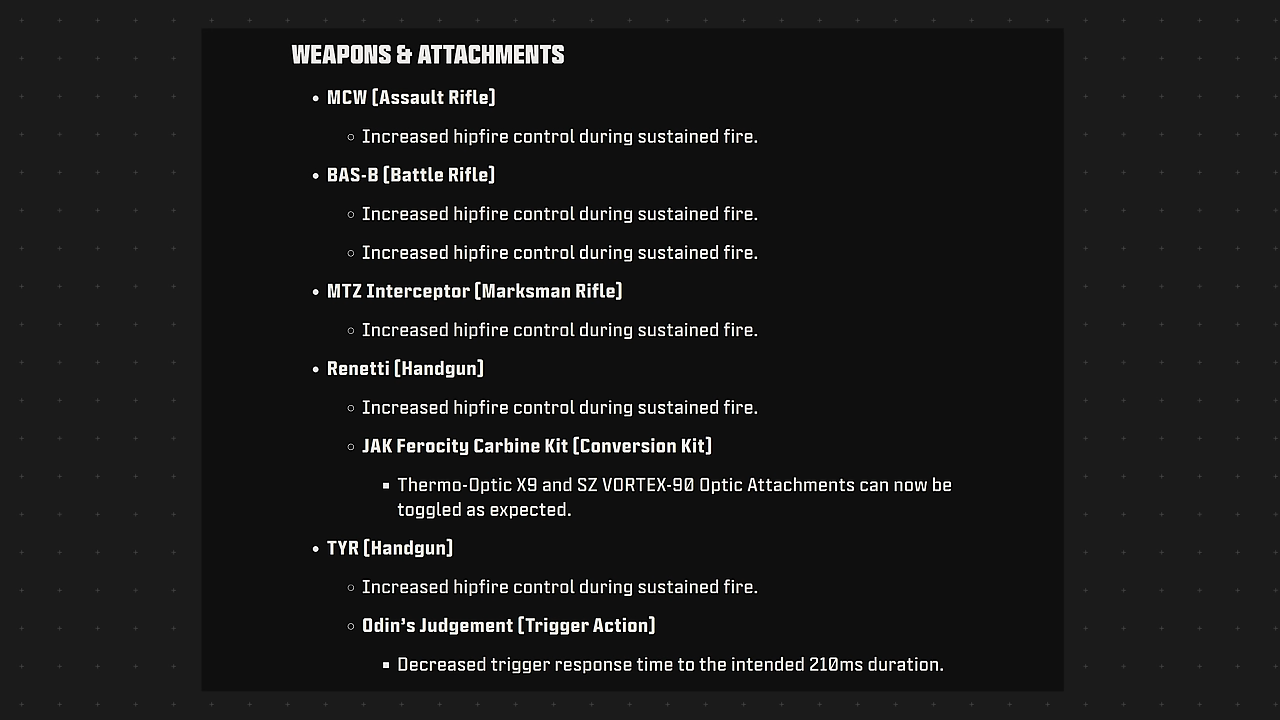 WEAPONS & ATTACHMENTS
MCW [Assault Rifle]
Increased hipfire control during sustained fire.
BAS-B [Battle Rifle]
Increased hipfire control during sustained fire.
Increased hipfire control during sustained fire.
MTZ Interceptor [Marksman Rifle]
Increased hipfire control during sustained fire.
Renetti [Handgun]
Increased hipfire control during sustained fire.
JAK Ferocity Carbine Kit [Conversion Kit]
Thermo-Optic X9 and SZ VORTEX-90 Optic Attachments can now be
toggled as expected.
TYR [Handgun]
Increased hipfire control during sustained fire.
Odin's Judgement [Trigger Action]
Decreased trigger response time to the intended 210ms duration.